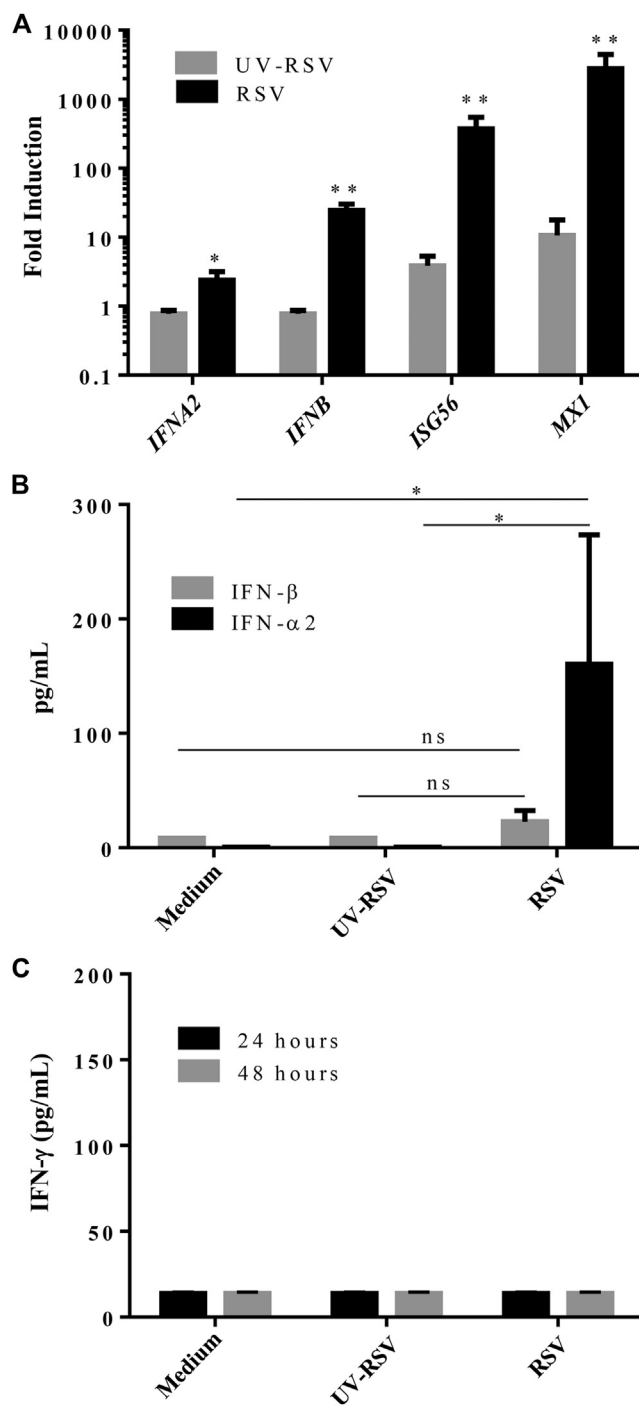 A
10000
1000
100
10
1
0.1
Fold Induction
UV-RSV
RSV
*
**
**
**
IFNA2
IFNB
ISG56
MX1
B
300
200
100
0
pg/mL
IFN-β
IFN-α2
*
*
ns
ns
Medium
UV-RSV
RSV
C
200
150
100
50
0
IFN-γ (pg/mL)
24 hours
48 hours
Medium
UV-RSV
RSV